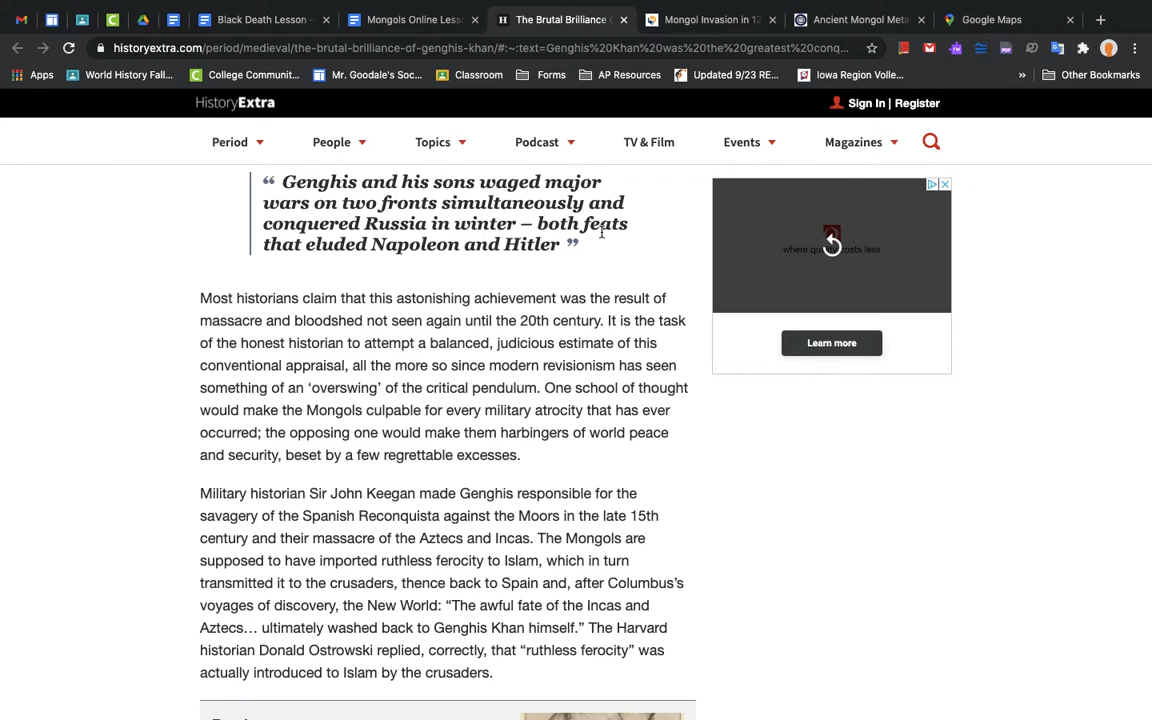 Black Death Lesson -
Mongols Online Less
The Brutal Brilliance
Mongol Invasion in 12
Ancient Mongol Meta
Google Maps
historyextra.com/period/medieval/the-brutal-brilliance-of-genghis-khan/#:~:text=Genghis%20Khan%20was%20the%20greatest%20conq...
Apps
World History Fall...
College Communit...
Mr. Goodale's Soc...
Classroom
Forms
AP Resources
Updated 9/23 RE...
Iowa Region Volle...
»
Other Bookmarks
HistoryExtra
Sign In | Register
Period
People
Topics
Podcast
TV & Film
Events
Magazines
“ Genghis and his sons waged major
wars on two fronts simultaneously and
conquered Russia in winter – both feats
that eluded Napoleon and Hitler ”
where quality costs less
Learn more
Most historians claim that this astonishing achievement was the result of
massacre and bloodshed not seen again until the 20th century. It is the task
of the honest historian to attempt a balanced, judicious estimate of this
conventional appraisal, all the more so since modern revisionism has seen
something of an ‘overswing’ of the critical pendulum. One school of thought
would make the Mongols culpable for every military atrocity that has ever
occurred; the opposing one would make them harbingers of world peace
and security, beset by a few regrettable excesses.
Military historian Sir John Keegan made Genghis responsible for the
savagery of the Spanish Reconquista against the Moors in the late 15th
century and their massacre of the Aztecs and Incas. The Mongols are
supposed to have imported ruthless ferocity to Islam, which in turn
transmitted it to the crusaders, thence back to Spain and, after Columbus’s
voyages of discovery, the New World: “The awful fate of the Incas and
Aztecs… ultimately washed back to Genghis Khan himself.” The Harvard
historian Donald Ostrowski replied, correctly, that “ruthless ferocity” was
actually introduced to Islam by the crusaders.